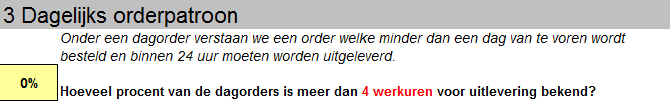 3 Dagelijks orderpatroon
Onder een dagorder verstaan we een order welke minder dan een dag van te voren wordt
besteld en binnen 24 uur moeten worden uitgeleverd.
0%
Hoeveel procent van de dagorders is meer dan 4 werkuren voor uitlevering bekend?